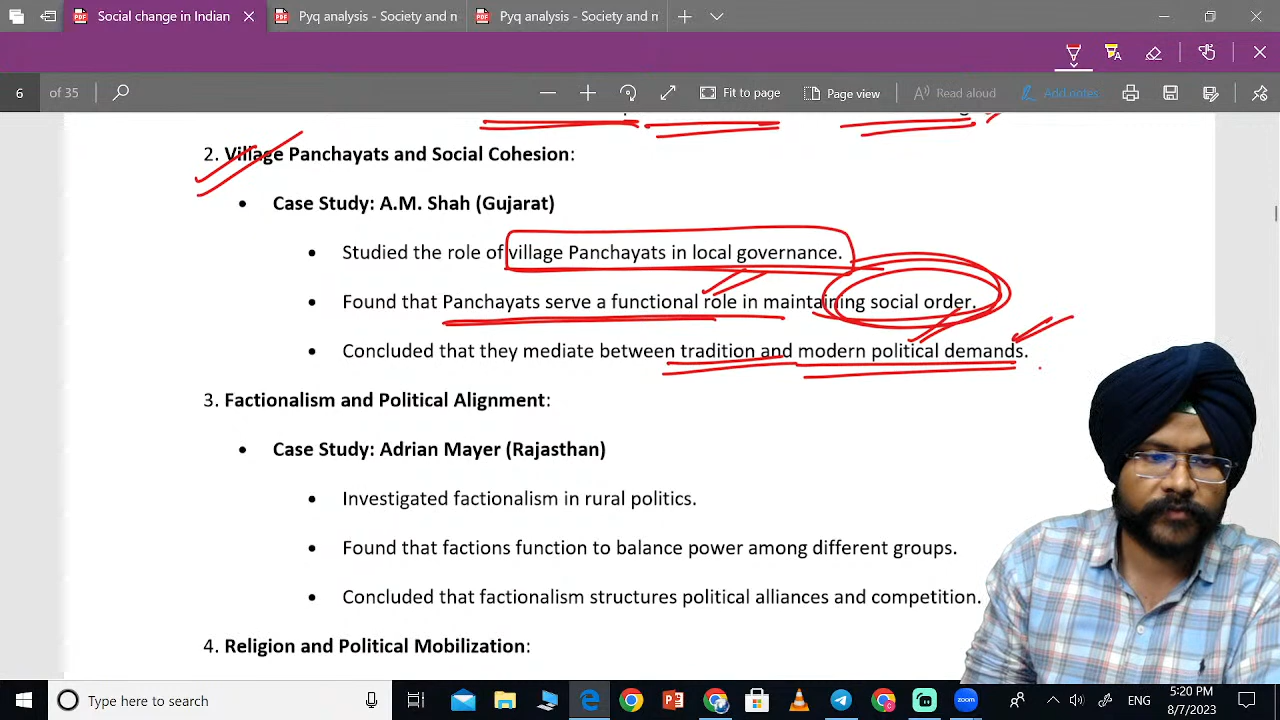 Social change in Indian
Pyq analysis - Society and n
Pyq analysis - Society and n
6 of 35
Fit to page
Page view
Read aloud
Add notes
2. Village Panchayats and Social Cohesion:
• Case Study: A.M. Shah (Gujarat)
• Studied the role of village Panchayats in local governance.
• Found that Panchayats serve a functional role in maintaining social order.
• Concluded that they mediate between tradition and modern political demands.
3. Factionalism and Political Alignment:
• Case Study: Adrian Mayer (Rajasthan)
• Investigated factionalism in rural politics.
• Found that factions function to balance power among different groups.
• Concluded that factionalism structures political alliances and competition.
4. Religion and Political Mobilization:
Type here to search
ENG
5:20 PM
8/7/2023